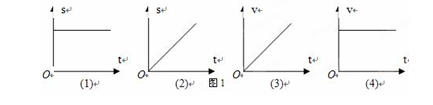 s s v v
t t t t
O O O O
(1) (2) 图1 (3) (4)